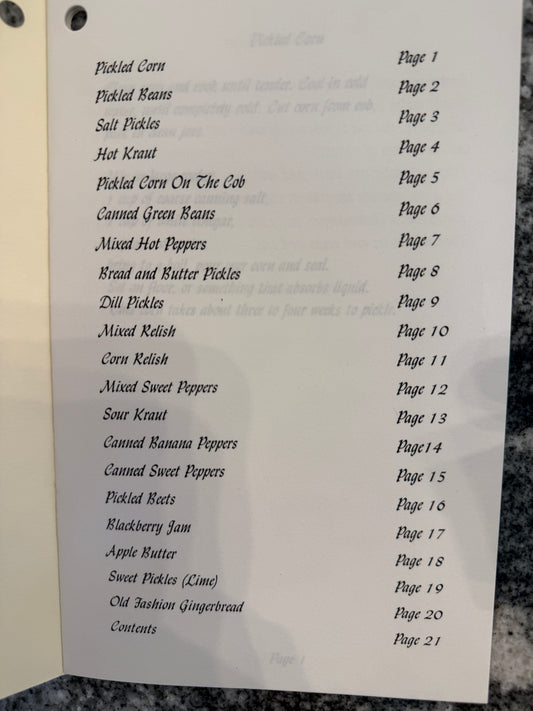 Pickled Corn
Pickled Corn Page 1
Pickled Beans Page 2
Salt Pickles Page 3
Hot Kraut Page 4
Pickled Corn On The Cob Page 5
Canned Green Beans Page 6
Mixed Hot Peppers Page 7
Bread and Butter Pickles Page 8
Dill Pickles Page 9
Mixed Relish Page 10
Corn Relish Page 11
Mixed Sweet Peppers Page 12
Sour Kraut Page 13
Canned Banana Peppers Page14
Canned Sweet Peppers Page 15
Pickled Beets Page 16
Blackberry Jam Page 17
Apple Butter Page 18
Sweet Pickles (Lime) Page 19
Old Fashion Gingerbread Page 20
Contents Page 21
Page 1